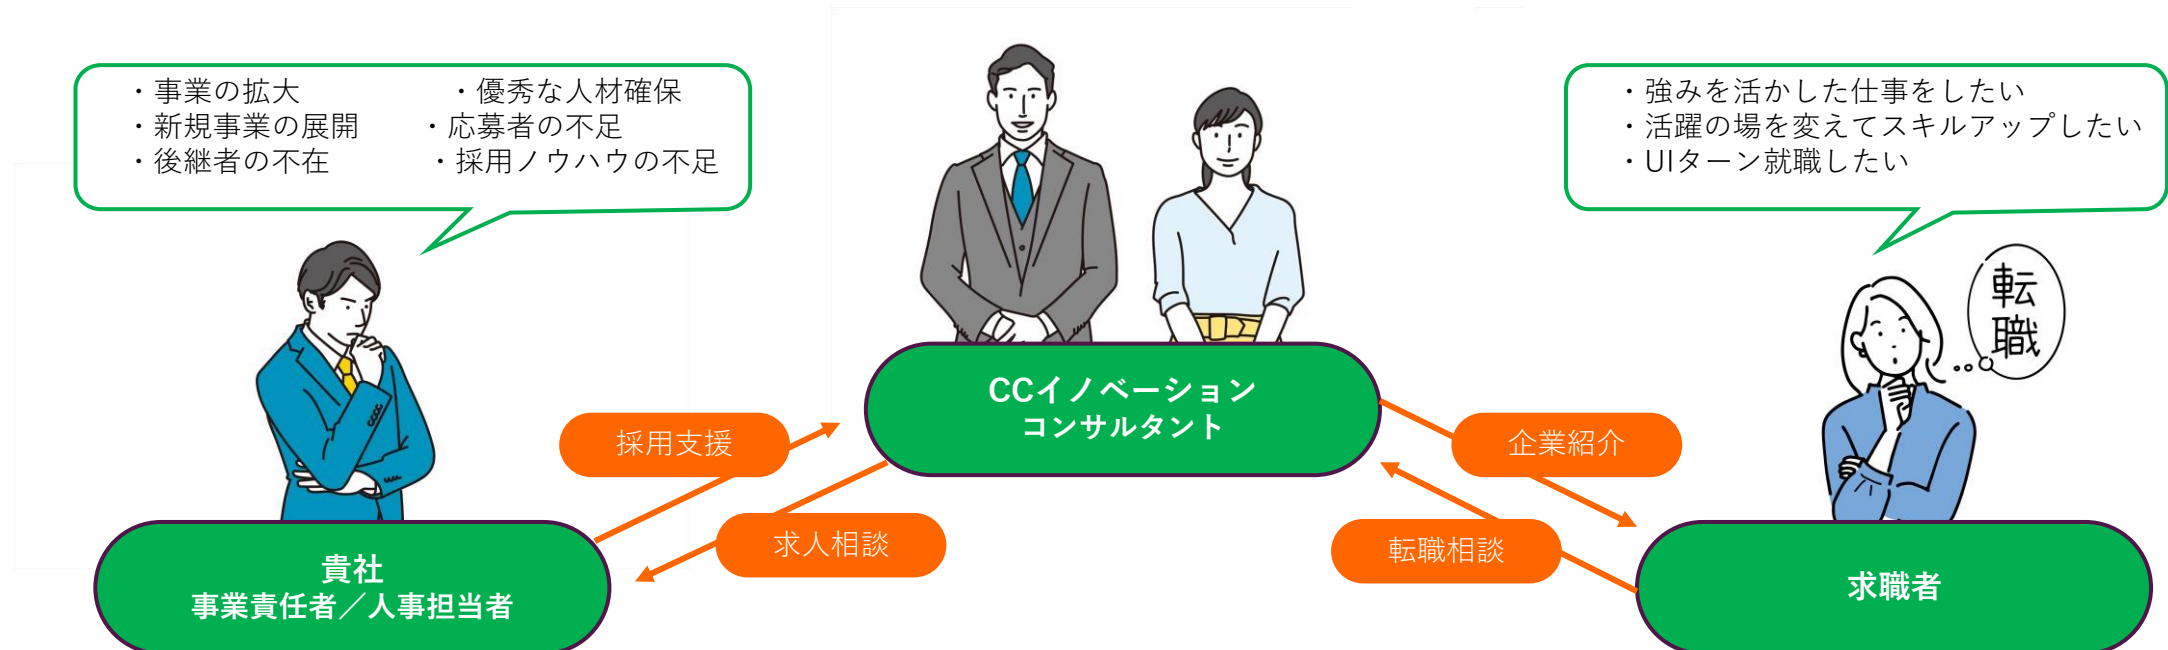 ・事業の拡大　・優秀な人材確保
・新規事業の展開　・応募者の不足
・後継者の不在　・採用ノウハウの不足
・強みを活かした仕事をしたい
・活躍の場を変えてスキルアップしたい
・UIターン就職したい
転
職
CCイノベーション
コンサルタント
採用支援
企業紹介
求人相談
転職相談
貴社
事業責任者／人事担当者
求職者